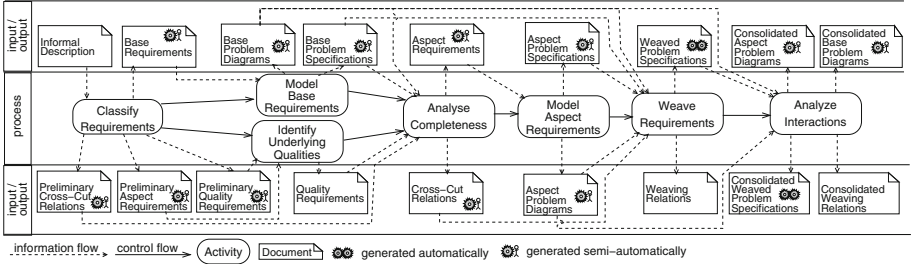 input/
output
Informal
Description
Base
Requirements
Base
Problem
Diagrams
Base
Problem
Specifications
Aspect
Requirements
Aspect
Problem
Specifications
Weaved
Problem
Specifications
Consolidated
Aspect
Problem
Diagrams
Consolidated
Base
Problem
Diagrams
process
Classify
Requirements
Model
Base
Requirements
Identify
Underlying
Qualities
Analyse
Completeness
Model
Aspect
Requirements
Weave
Requirements
Analyze
Interactions
input/
output
Preliminary
Cross-Cut
Relations
Preliminary
Aspect
Requirements
Preliminary
Quality
Requirements
Quality
Requirements
Cross-Cut
Relations
Aspect
Problem
Diagrams
Weaving
Relations
Consolidated
Weaved
Problem
Specifications
Consolidated
Weaving
Relations
information flow
control flow
Activity
Document
generated automatically
generated semi-automatically